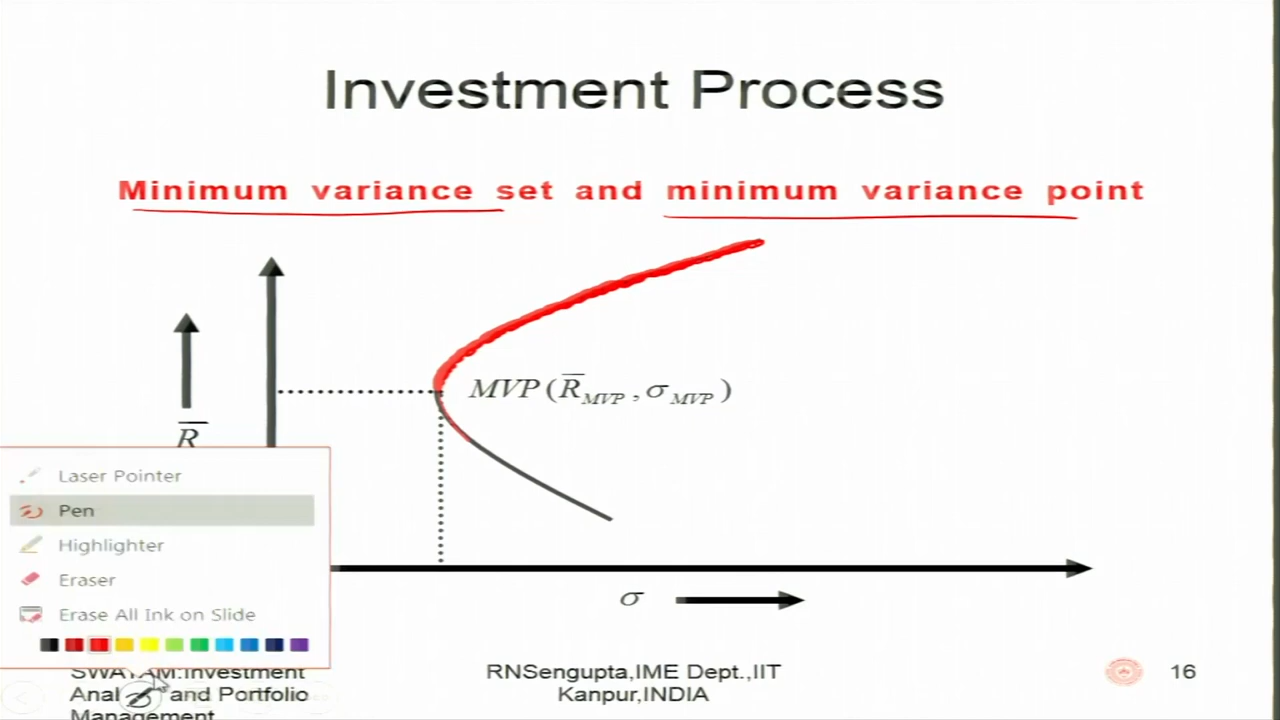 Investment Process
Minimum variance set and minimum variance point
MVP (R̅MVP , σMVP )
R̅
Laser Pointer
Pen
Highlighter
Eraser
Erase All Ink on Slide
σ
SWAYAM:Investment
and Portfolio
Management
RNSengupta,IME Dept.,IIT
Kanpur,INDIA
16